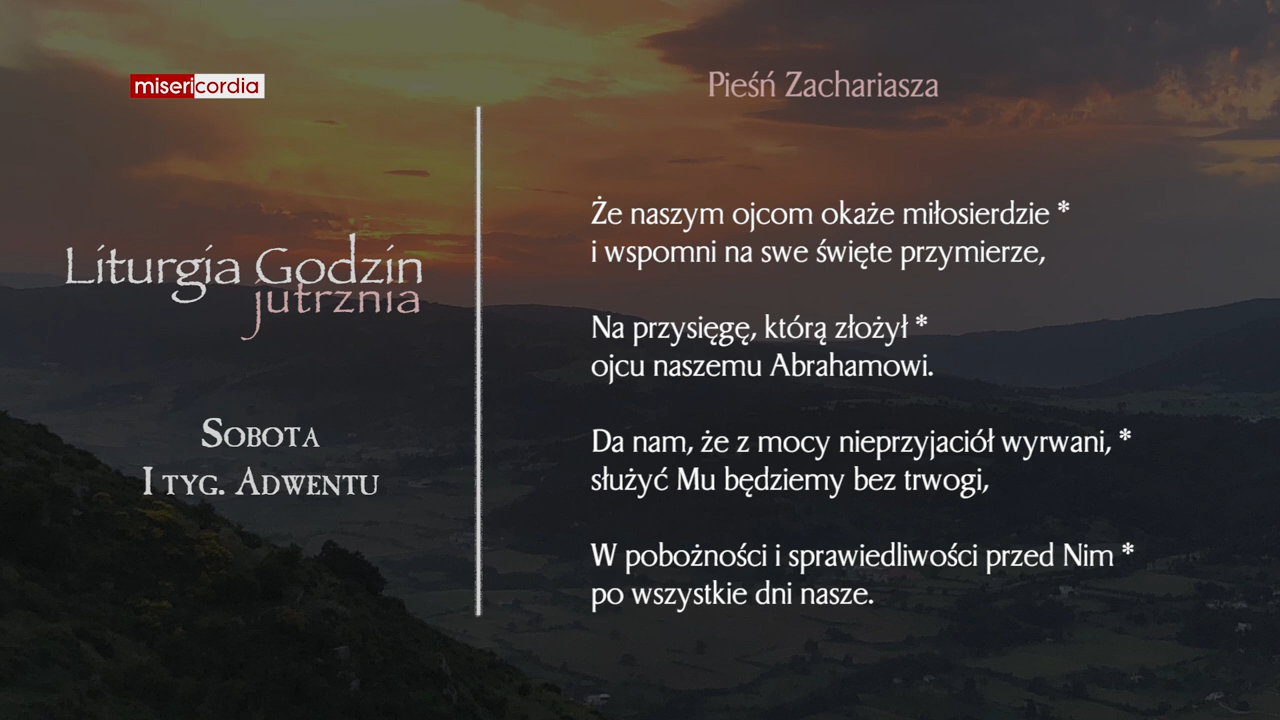 misericordia
Liturgia Godzin
jutrznia
Sobota
I tyg. Adwentu
Pieśń Zachariasza
Że naszym ojcom okaże miłosierdzie *
i wspomni na swe święte przymierze,
Na przysięgę, którą złożył *
ojcu naszemu Abrahamowi.
Da nam, że z mocy nieprzyjaciół wyrwani, *
służyć Mu będziemy bez trwogi,
W pobożności i sprawiedliwości przed Nim *
po wszystkie dni nasze.